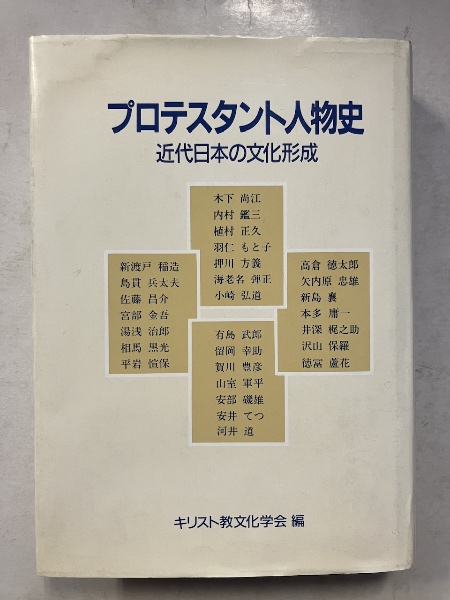 プロテスタント人物史
近代日本の文化形成
木下 尚江
内村 鑑三
植村 正久
羽仁 もと子
押川 方義
海老名 弾正
小崎 弘道
新渡戸 稲造
島貫 兵太夫
佐藤 昌介
宮部 金吾
湯浅 治郎
相馬 黒光
平岩 愃保
高倉 徳太郎
矢内原 忠雄
新島 襄
本多 庸一
井深 梶之助
沢山 保羅
徳冨 蘆花
有島 武郎
留岡 幸助
賀川 豊彦
山室 軍平
安部 磯雄
安井 てつ
河井 道
キリスト教文化学会 編